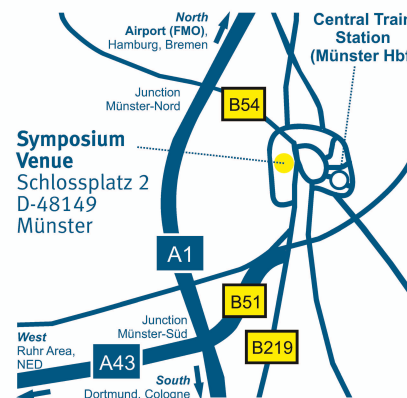 North
Airport (FMO),
Hamburg, Bremen
Central Train
Station
(Münster Hbf
Junction
Münster-Nord
B54
Symposium
Venue
Schlossplatz 2
D-48149
Münster
A1
B51
Junction
Münster-Süd
B219
West
Ruhr Area,
NED
A43
South
Dortmund, Cologne